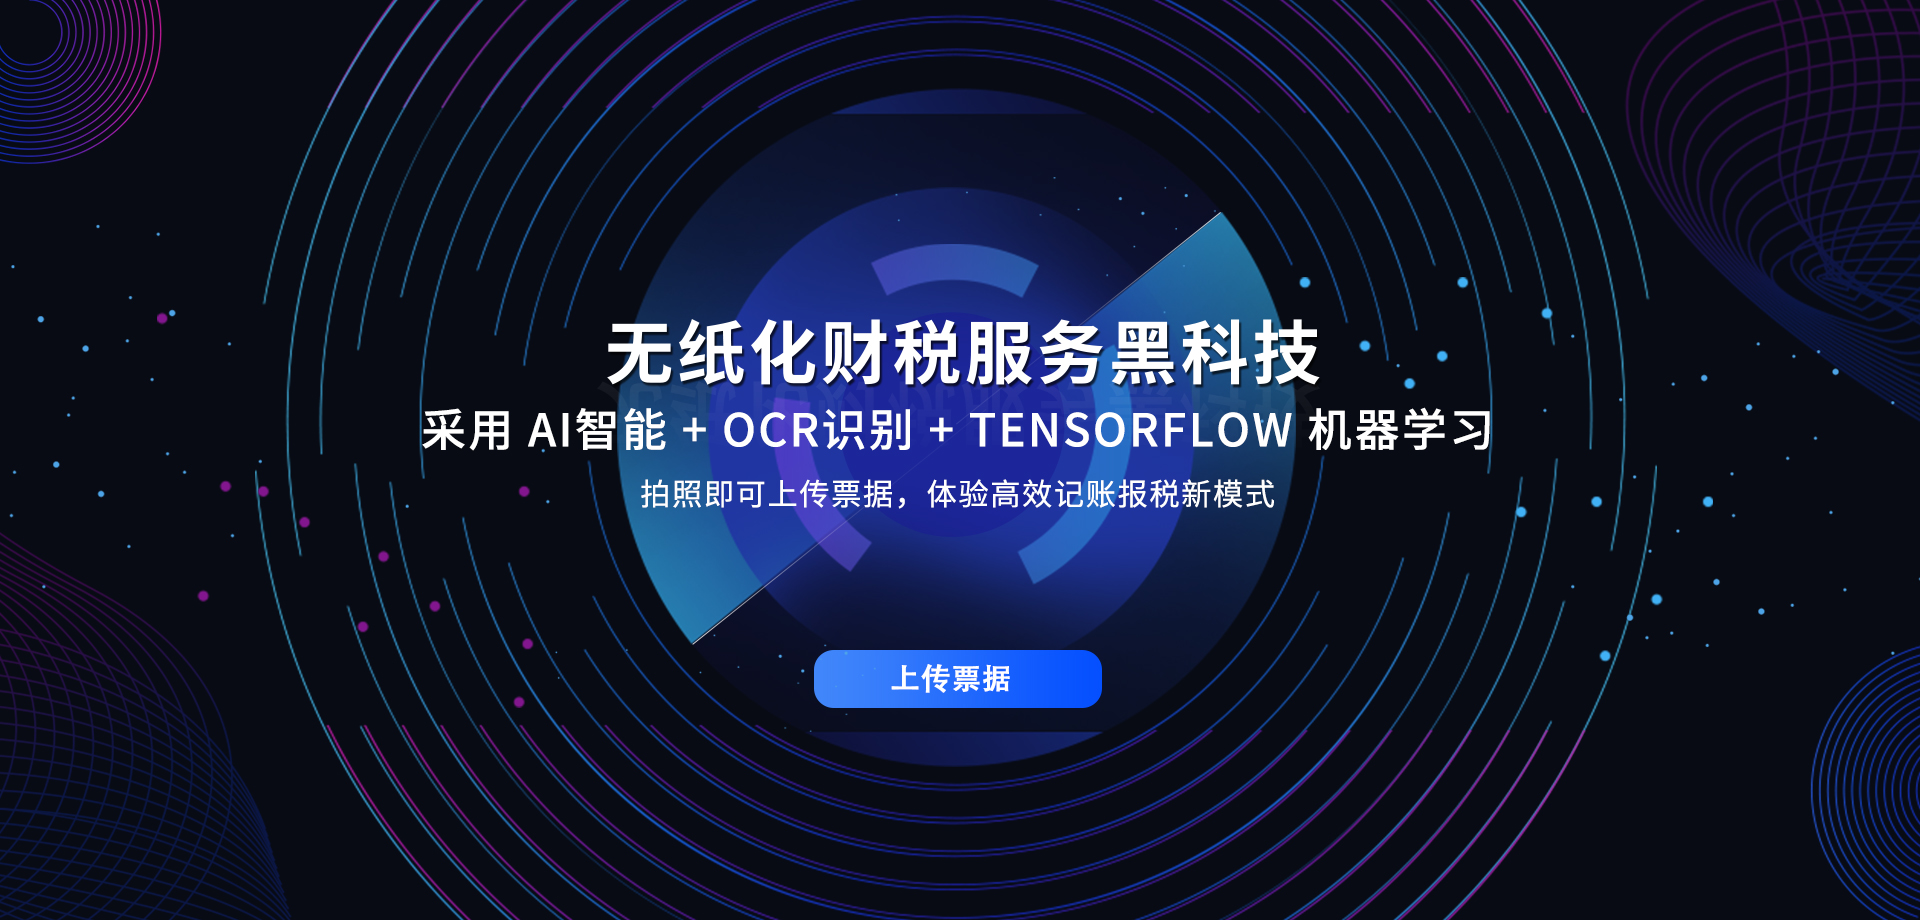 无纸化财税服务黑科技
采用 AI智能 + OCR识别 + TENSORFLOW 机器学习
拍照即可上传票据，体验高效记账报税新模式
上传票据